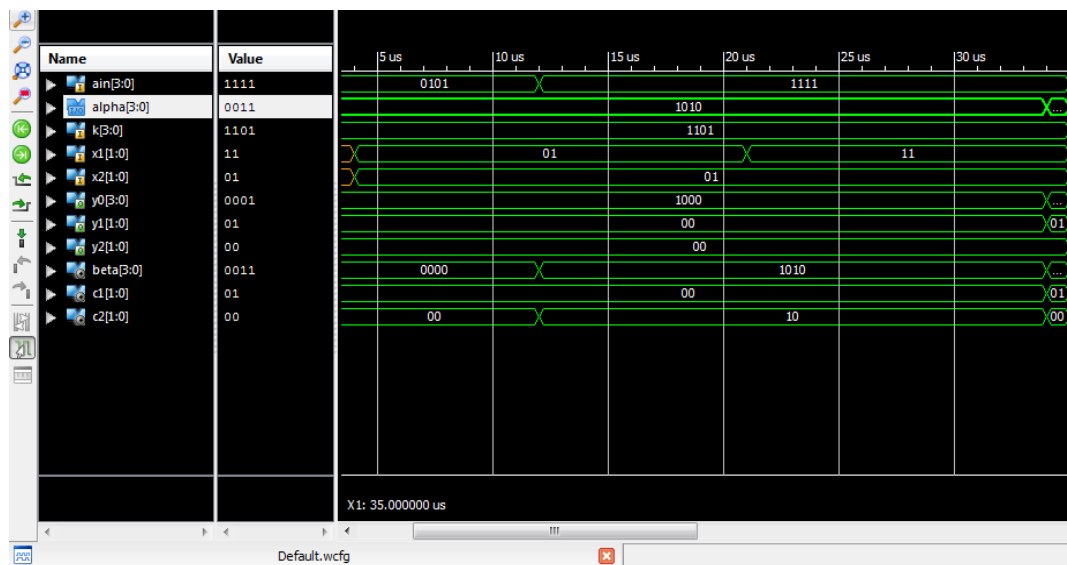 Name Value 5 us 10 us 15 us 20 us 25 us 30 us
ain[3:0] 1111 0101 1111
alpha[3:0] 0011 1010 ...
k[3:0] 1101 1101
x1[1:0] 11 01 11
x2[1:0] 01 01
y0[3:0] 0001 1000 ...
y1[1:0] 01 00 01
y2[1:0] 00 00
beta[3:0] 0011 0000 1010 ...
c1[1:0] 01 00 01
c2[1:0] 00 00 10 00
X1: 35.000000 us
Default.wcfg